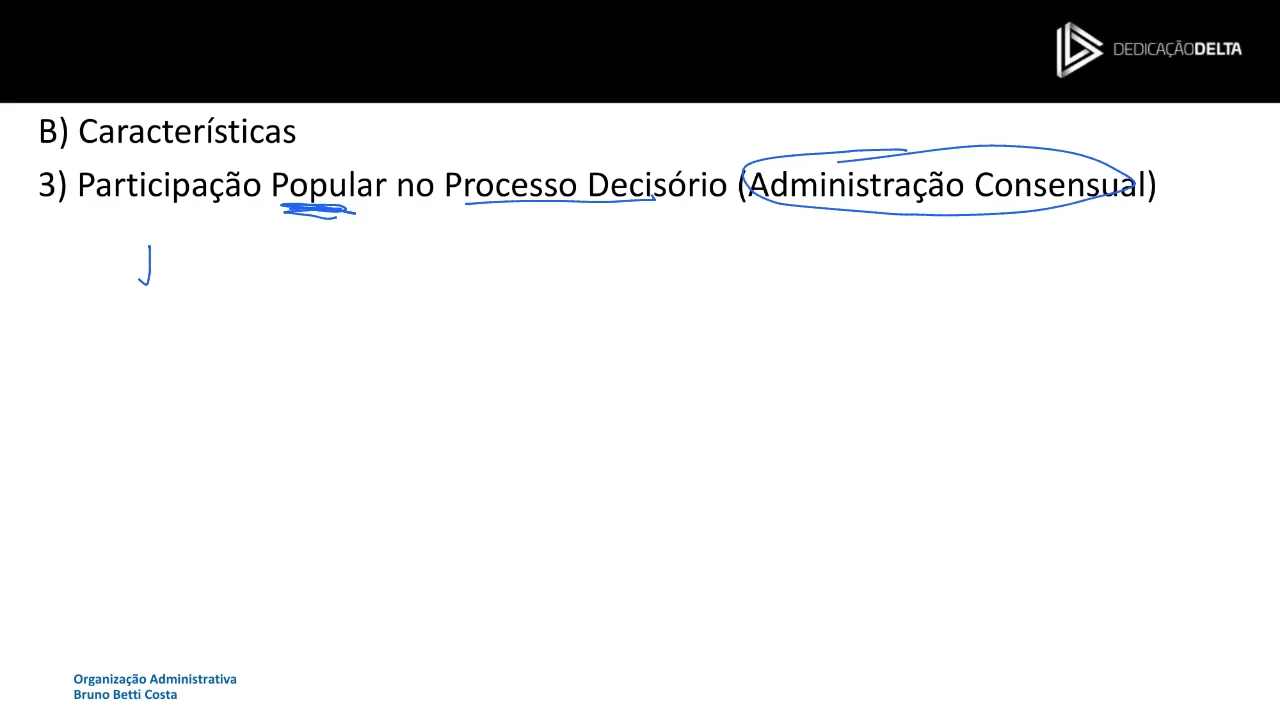 DEDICAÇÃODELTA
B) Características
3) Participação Popular no Processo Decisório (Administração Consensual)
Organização Administrativa
Bruno Betti Costa